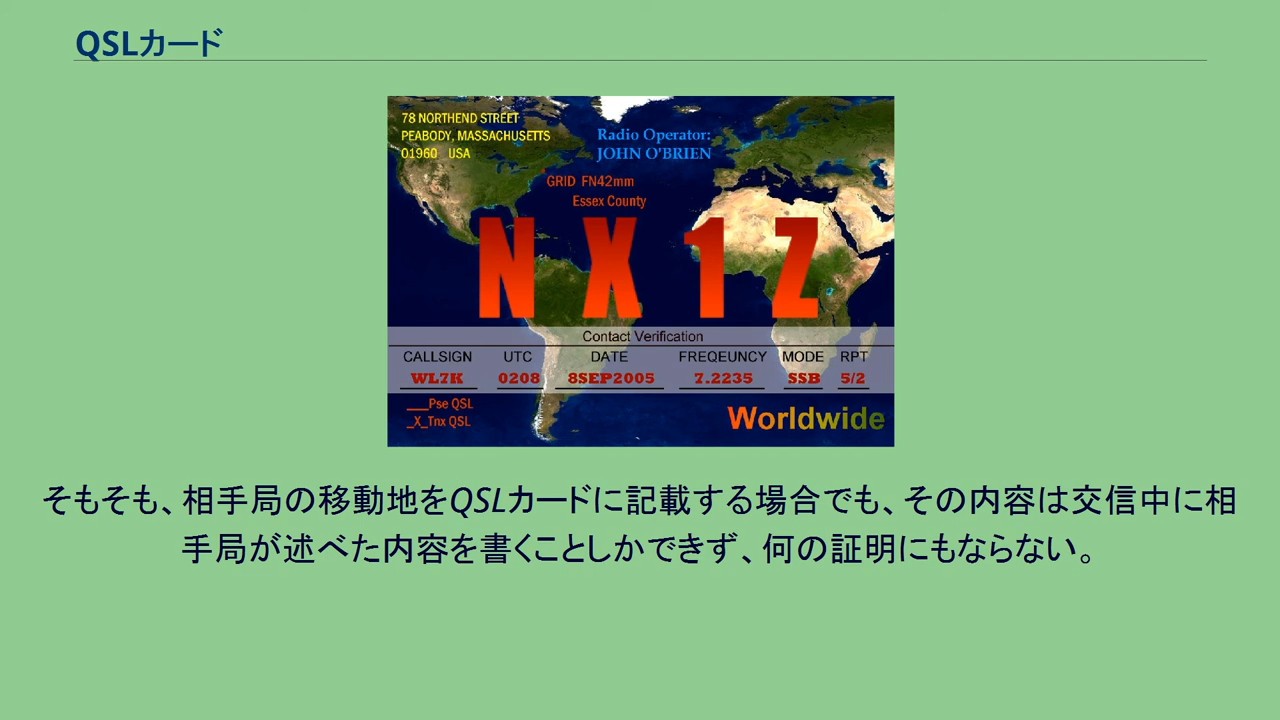 QSLカード
78 NORTHEND STREET
PEABODY, MASSACHUSETTS
01960 USA
Radio Operator:
JOHN O'BRIEN
GRID FN42mm
Essex County
NX1Z
Contact Verification
CALLSIGN UTC DATE FREQEUNCY MODE RPT
WL7K 0208 8SEP2005 7.2235 SSB 5/2
___Pse QSL
_X_Tnx QSL
Worldwide
そもそも、相手局の移動地をQSLカードに記載する場合でも、その内容は交信中に相
手局が述べた内容を書くことしかできず、何の証明にもならない。